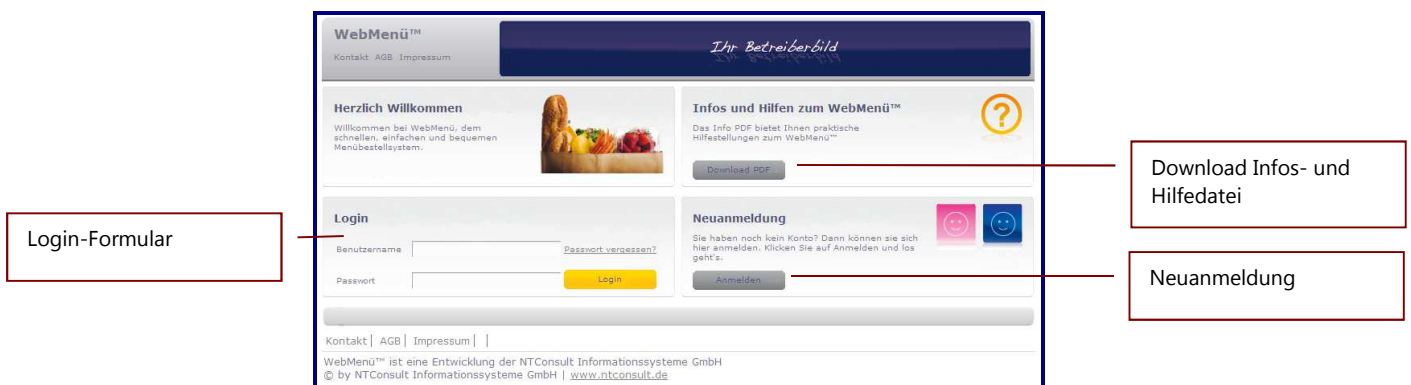 WebMenü™
Kontakt AGB Impressum
Ihr Betreiberbild
Herzlich Willkommen
Willkommen bei WebMenü, dem
schnellen, einfachen und bequemen
Menübestellsystem.
Infos und Hilfen zum WebMenü™
Das Info PDF bietet Ihnen praktische
Hilfestellungen zum WebMenü™
Download PDF
Download Infos- und
Hilfedatei
Login-Formular
Login
Benutzername
Passwort vergessen?
Passwort
Login
Neuanmeldung
Sie haben noch kein Konto? Dann können sie sich
hier anmelden. Klicken Sie auf Anmelden und los
geht's.
Anmelden
Neuanmeldung
Kontakt | AGB | Impressum | |
WebMenü™ ist eine Entwicklung der NTConsult Informationssysteme GmbH
© by NTConsult Informationssysteme GmbH | www.ntconsult.de